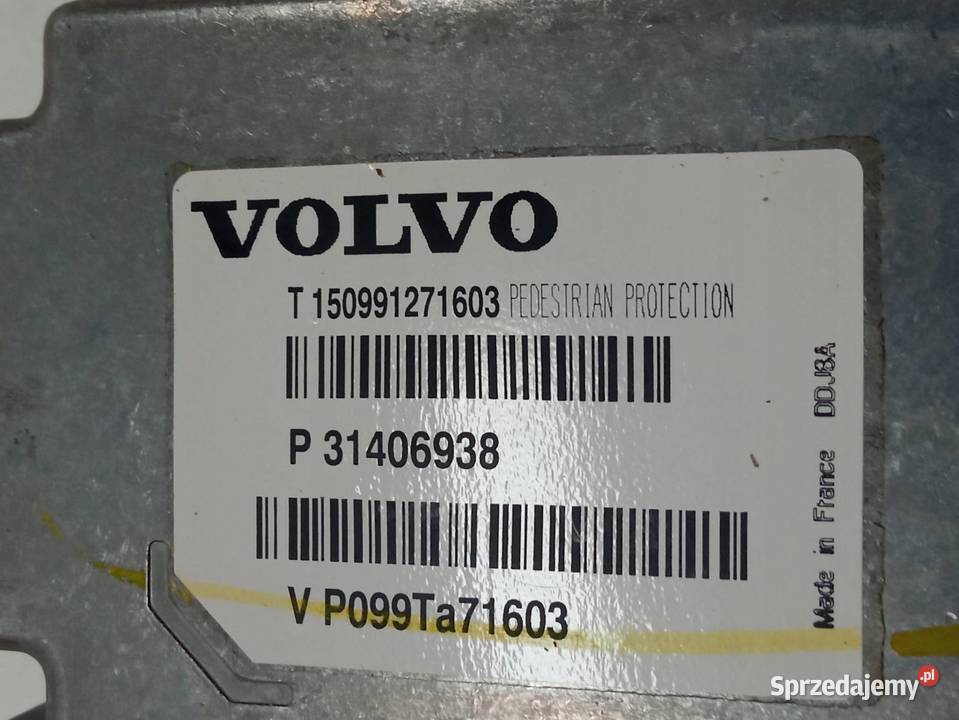 VOLVO
T 150991271603 PEDESTRIAN PROTECTION
P 31406938
V P099Ta71603
Made in France DDJ8A
Sprzedajemy.pl